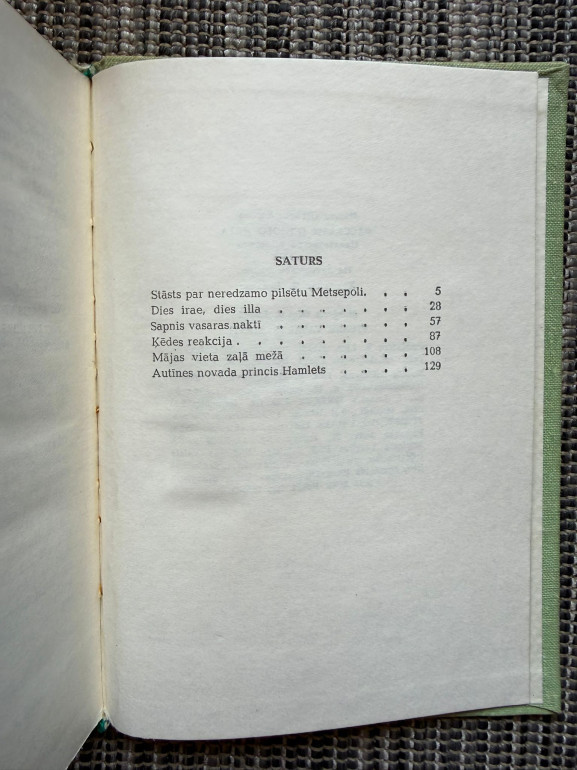 SATURS
Stāsts par neredzamo pilsētu Metsepoli. . . 5
Dies irae, dies illa . . . . . . . 28
Sapnis vasaras naktī . . . . . . . 57
Ķēdes reakcija . . . . . . . . 87
Mājas vieta zaļā mežā . . . . . . 108
Autīnes novada princis Hamlets . . . . 129